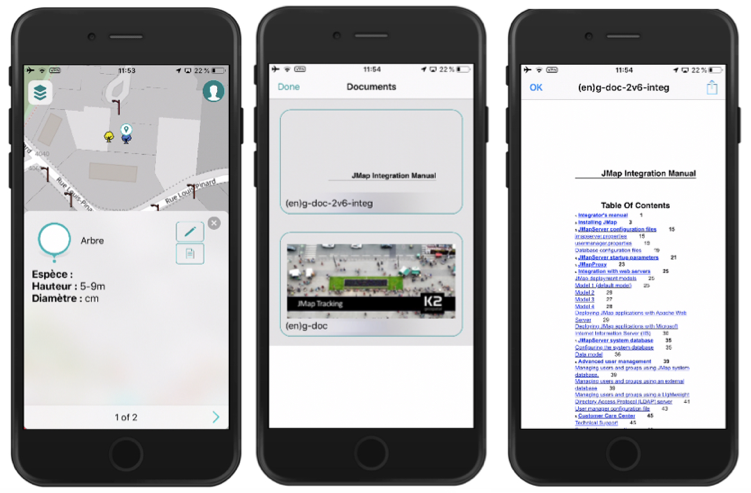 11:53
22 %
Rue Louis-Pinard
Rue Louis-Pinard
Arbre
Espèce :
Hauteur : 5-9m
Diamètre : cm
1 of 2
11:54
22 %
Done
Documents
JMap Integration Manual
(en)g-doc-2v6-integ
JMap Tracking
K2
(en)g-doc
11:54
22 %
OK
(en)g-doc-2v6-integ
JMap Integration Manual
Table Of Contents
Integrator's manual 1
Installing JMap 3
JMapServer configuration files 15
jmapserver.properties 15
usermanager.properties 19
Database configuration files
JMapServer startup parameters 21
JMapProxy 23
Integration with web servers 25
JMap deployment models 25
Model 1 (default mode) 25
Model 2 26
Model 3 27
Model 4 28
Deploying JMap applications with Apache Web
Server 29
Deploying JMap applications with Microsoft
Internet Information Server (IIS) 30
JMapServer system database 35
Configuring the system database 35
Data model 36
Advanced user management 39
Managing users and groups using JMap system
database. 39
Managing users and groups using an external
database 39
Managing users and groups using a Lightweight
Directory Access Protocol (LDAP) server 41
User manager configuration file 43
Customer Care Center 45
Technical Support 45